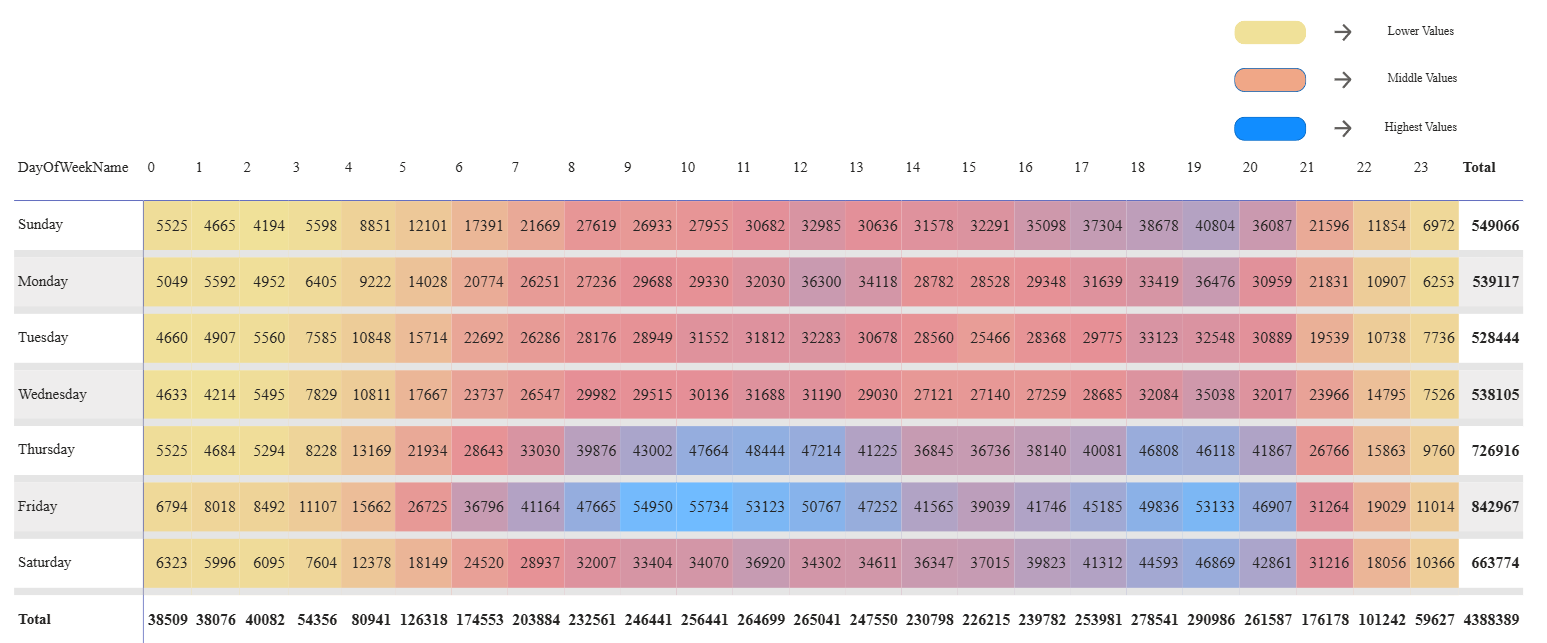 Lower Values
Middle Values
Highest Values
DayOfWeekName 0 1 2 3 4 5 6 7 8 9 10 11 12 13 14 15 16 17 18 19 20 21 22 23 Total
Sunday 5525 4665 4194 5598 8851 12101 17391 21669 27619 26933 27955 30682 32985 30636 31578 32291 35098 37304 38678 40804 36087 21596 11854 6972 549066
Monday 5049 5592 4952 6405 9222 14028 20774 26251 27236 29688 29330 32030 36300 34118 28782 28528 29348 31639 33419 36476 30959 21831 10907 6253 539117
Tuesday 4660 4907 5560 7585 10848 15714 22692 26286 28176 28949 31552 31812 32283 30678 28560 25466 28368 29775 33123 32548 30889 19539 10738 7736 528444
Wednesday 4633 4214 5495 7829 10811 17667 23737 26547 29982 29515 30136 31688 31190 29030 27121 27140 27259 28685 32084 35038 32017 23966 14795 7526 538105
Thursday 5525 4684 5294 8228 13169 21934 28643 33030 39876 43002 47664 48444 47214 41225 36845 36736 38140 40081 46808 46118 41867 26766 15863 9760 726916
Friday 6794 8018 8492 11107 15662 26725 36796 41164 47665 54950 55734 53123 50767 47252 41565 39039 41746 45185 49836 53133 46907 31264 19029 11014 842967
Saturday 6323 5996 6095 7604 12378 18149 24520 28937 32007 33404 34070 36920 34302 34611 36347 37015 39823 41312 44593 46869 42861 31216 18056 10366 663774
Total 38509 38076 40082 54356 80941 126318 174553 203884 232561 246441 256441 264699 265041 247550 230798 226215 239782 253981 278541 290986 261587 176178 101242 59627 4388389